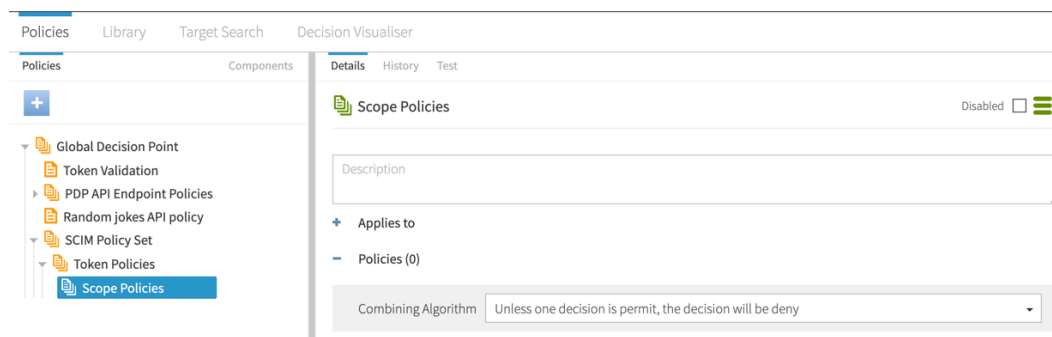 Policies Library Target Search Decision Visualiser
Policies Components
Details History Test
+
Scope Policies Disabled
Global Decision Point
Token Validation
PDP API Endpoint Policies
Random jokes API policy
SCIM Policy Set
Token Policies
Scope Policies
Description
+ Applies to
− Policies (0)
Combining Algorithm Unless one decision is permit, the decision will be deny